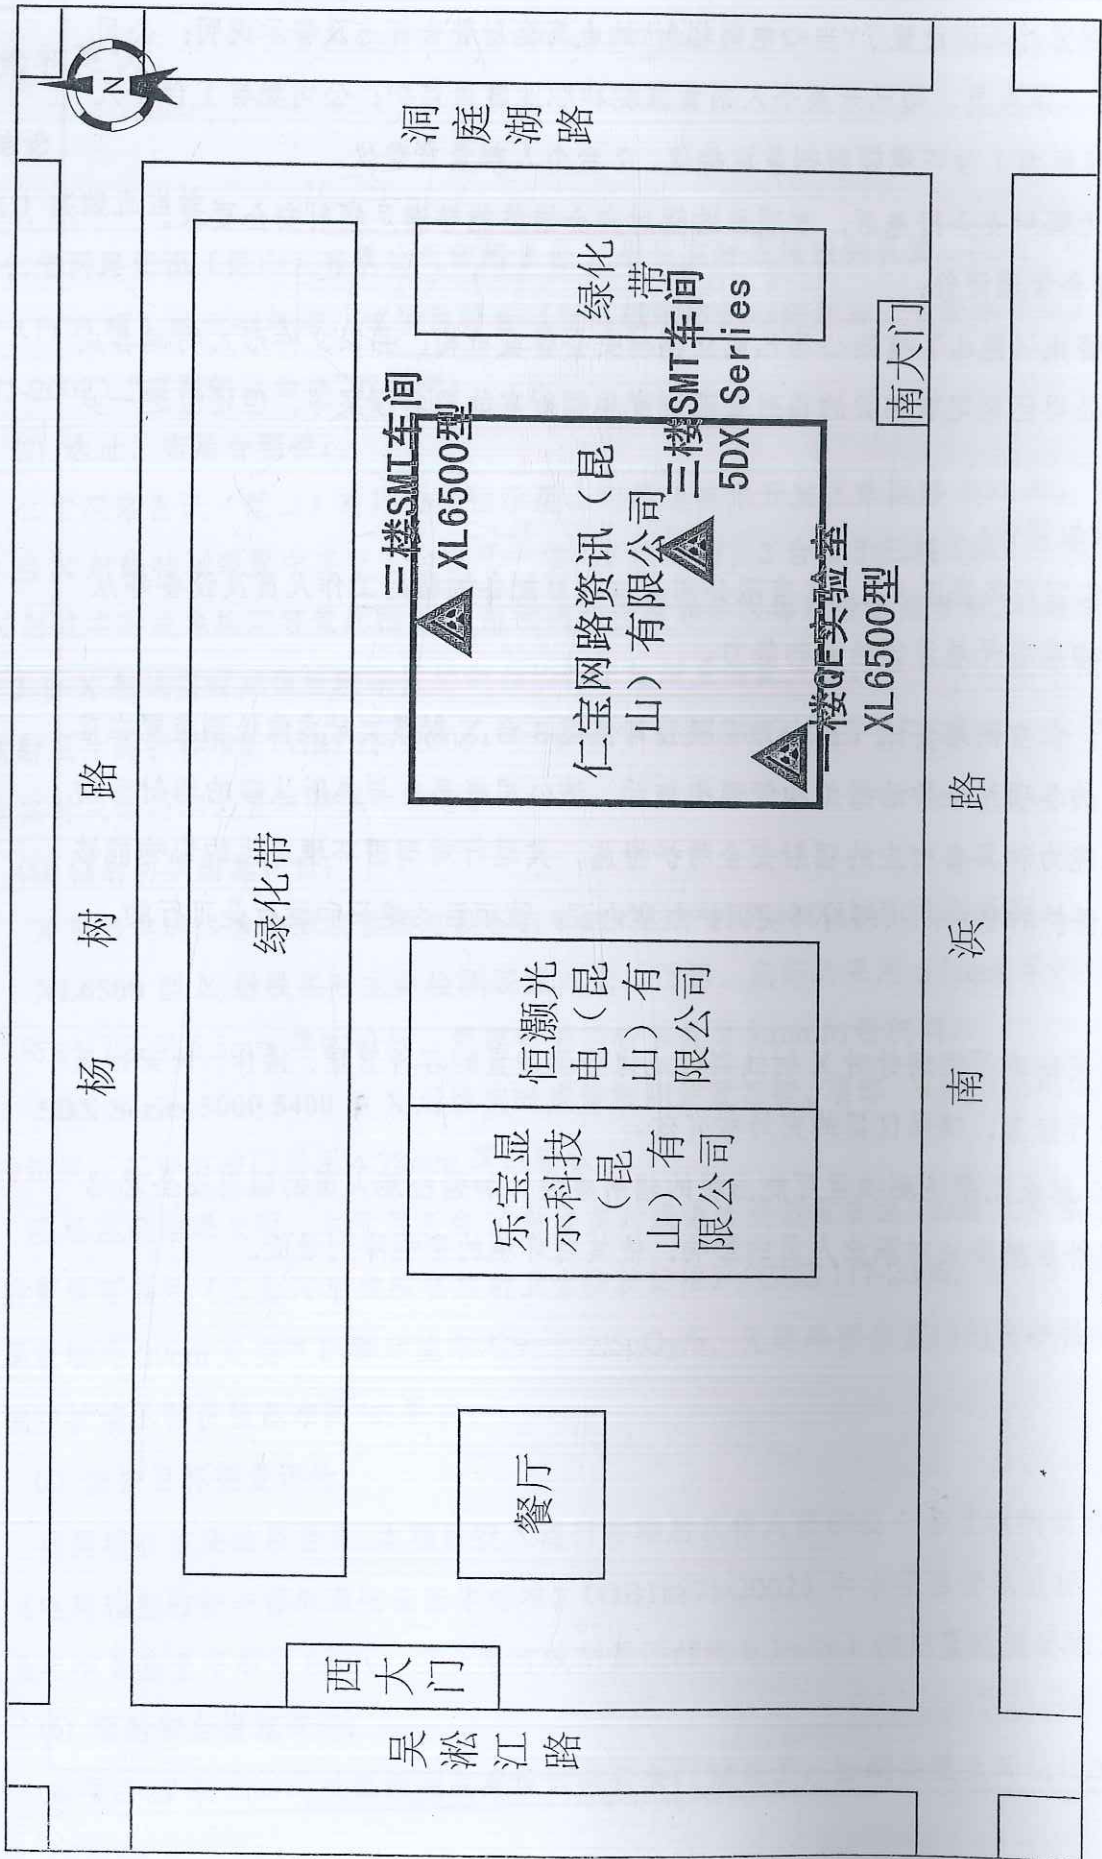 N
杨树路
绿化带
西大门
吴淞江路
餐厅
乐宝显
示科技
（昆
山）有
限公司
恒灏光
电（昆
山）有
限公司
三楼SMT车间
XL6500型
仁宝网路资讯（昆
山）有限公司
三楼SMT车间
5DX Series
一楼QE实验室
XL6500型
绿化
带
洞庭湖路
南大门
南浜路